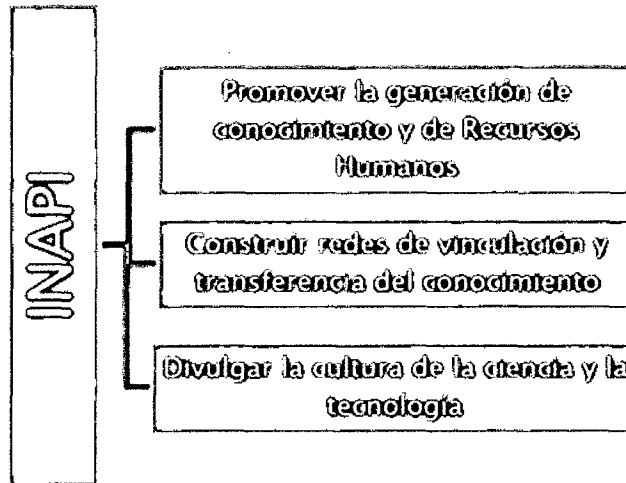 INAPI
Promover la generación de
conocimiento y de Recursos
Humanos
Construir redes de vinculación y
transferencia del conocimiento
Divulgar la cultura de la ciencia y la
tecnología